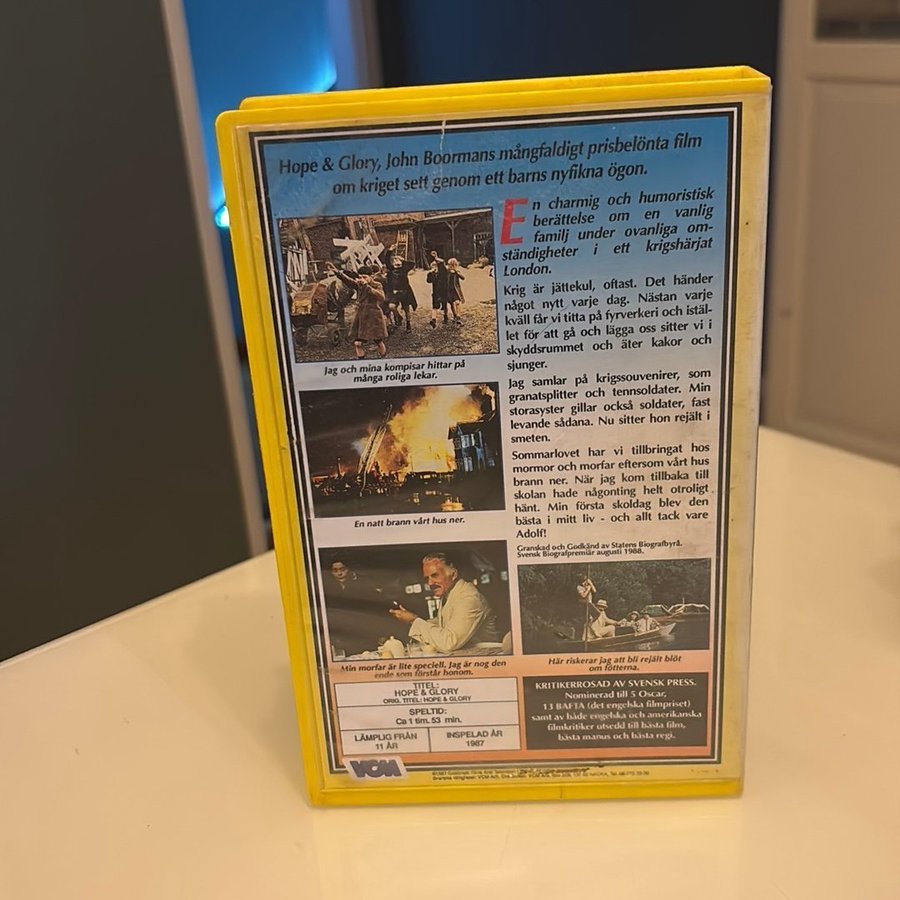 Hope & Glory, John Boormans mångfaldigt prisbelönta film
om kriget sett genom ett barns nyfikna ögon.
En charmig och humoristisk
berättelse om en vanlig
familj under ovanliga om-
ständigheter i ett krigshärjat
London.
Krig är jättekul, oftast. Det händer
något nytt varje dag. Nästan varje
kväll får vi titta på fyrverkeri och istäl-
let för att gå och lägga oss sitter vi i
skyddsrummet och äter kakor och
sjunger.
Jag samlar på krigssouvenirer, som
granatsplitter och tennsoldater. Min
storasyster gillar också soldater, fast
levande sådana. Nu sitter hon rejält i
smeten.
Sommarlovet har vi tillbringat hos
mormor och morfar eftersom vårt hus
brann ner. När jag kom tillbaka till
skolan hade någonting helt otroligt
hänt. Min första skoldag blev den
bästa i mitt liv - och allt tack vare
Adolf!
Granskad och Godkänd av Statens Biografbyrå.
Svensk Biografpremiär augusti 1988.
Jag och mina kompisar hittar på
många roliga lekar.
En natt brann vårt hus ner.
Min morfar är lite speciell. Jag är nog den
ende som förstår honom.
Här riskerar jag att bli rejält blöt
om fötterna.
TITEL:
HOPE & GLORY
ORIG. TITEL: HOPE & GLORY
SPELTID:
Ca 1 tim. 53 min.
LÄMPLIG FRÅN
11 ÅR
INSPELAD ÅR
1987
KRITIKERROSAD AV SVENSK PRESS.
Nominerad till 5 Oscar,
13 BAFTA (det engelska filmpriset)
samt av både engelska och amerikanska
filmkritiker utsedd till bästa film,
bästa manus och bästa regi.
VCM